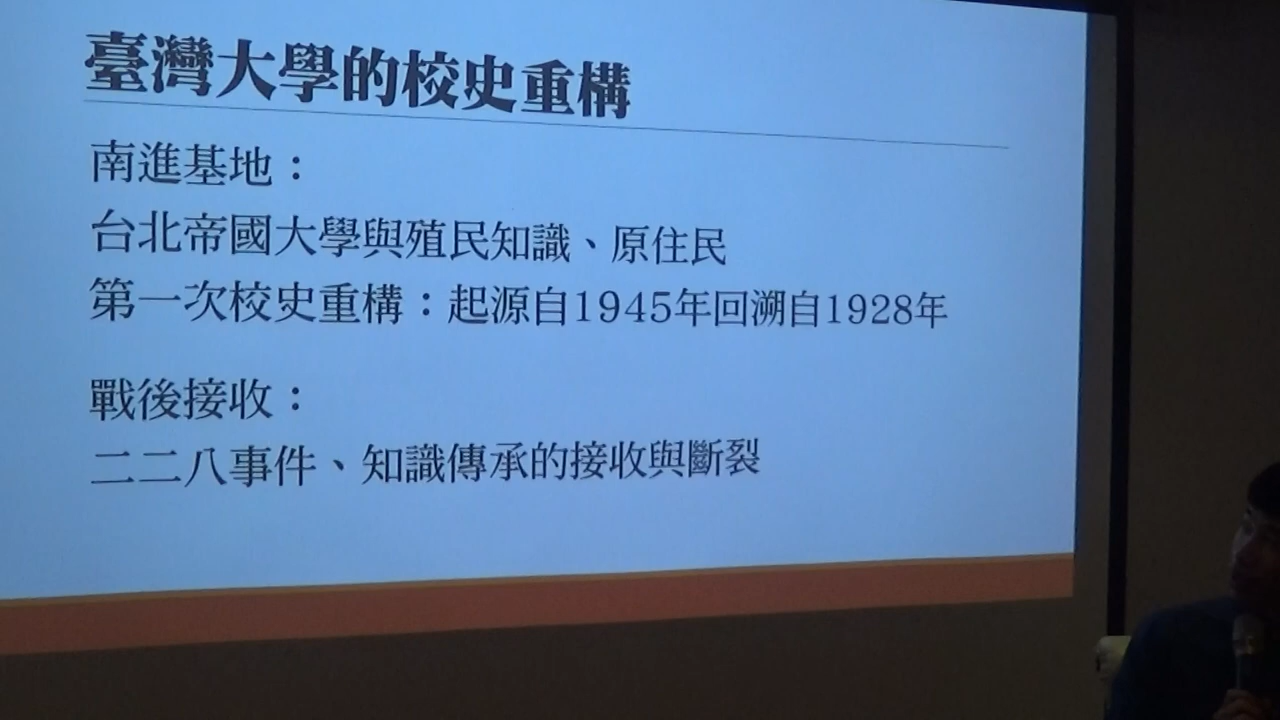 臺灣大學的校史重構
南進基地：
台北帝國大學與殖民知識、原住民
第一次校史重構：起源自1945年回溯自1928年
戰後接收：
二二八事件、知識傳承的接收與斷裂